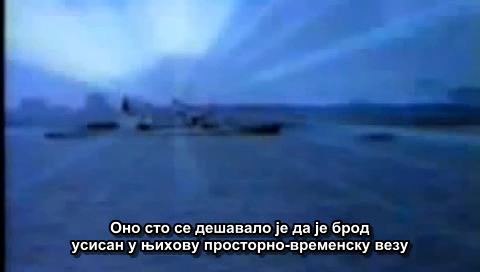 Оно сто се дешавало је да је брод
усисан у њихову просторно-временску везу